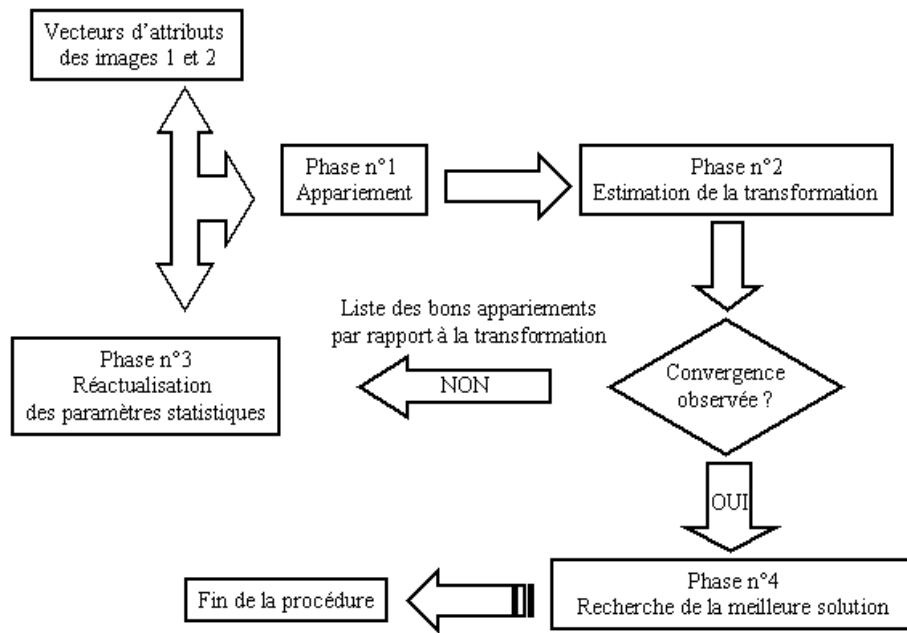 Vecteurs d'attributs
des images 1 et 2
Phase n°1
Appariement
Phase n°2
Estimation de la transformation
Liste des bons appariements
par rapport à la transformation
NON
Convergence
observée ?
Phase n°3
Réactualisation
des paramètres statistiques
OUI
Phase n°4
Recherche de la meilleure solution
Fin de la procédure